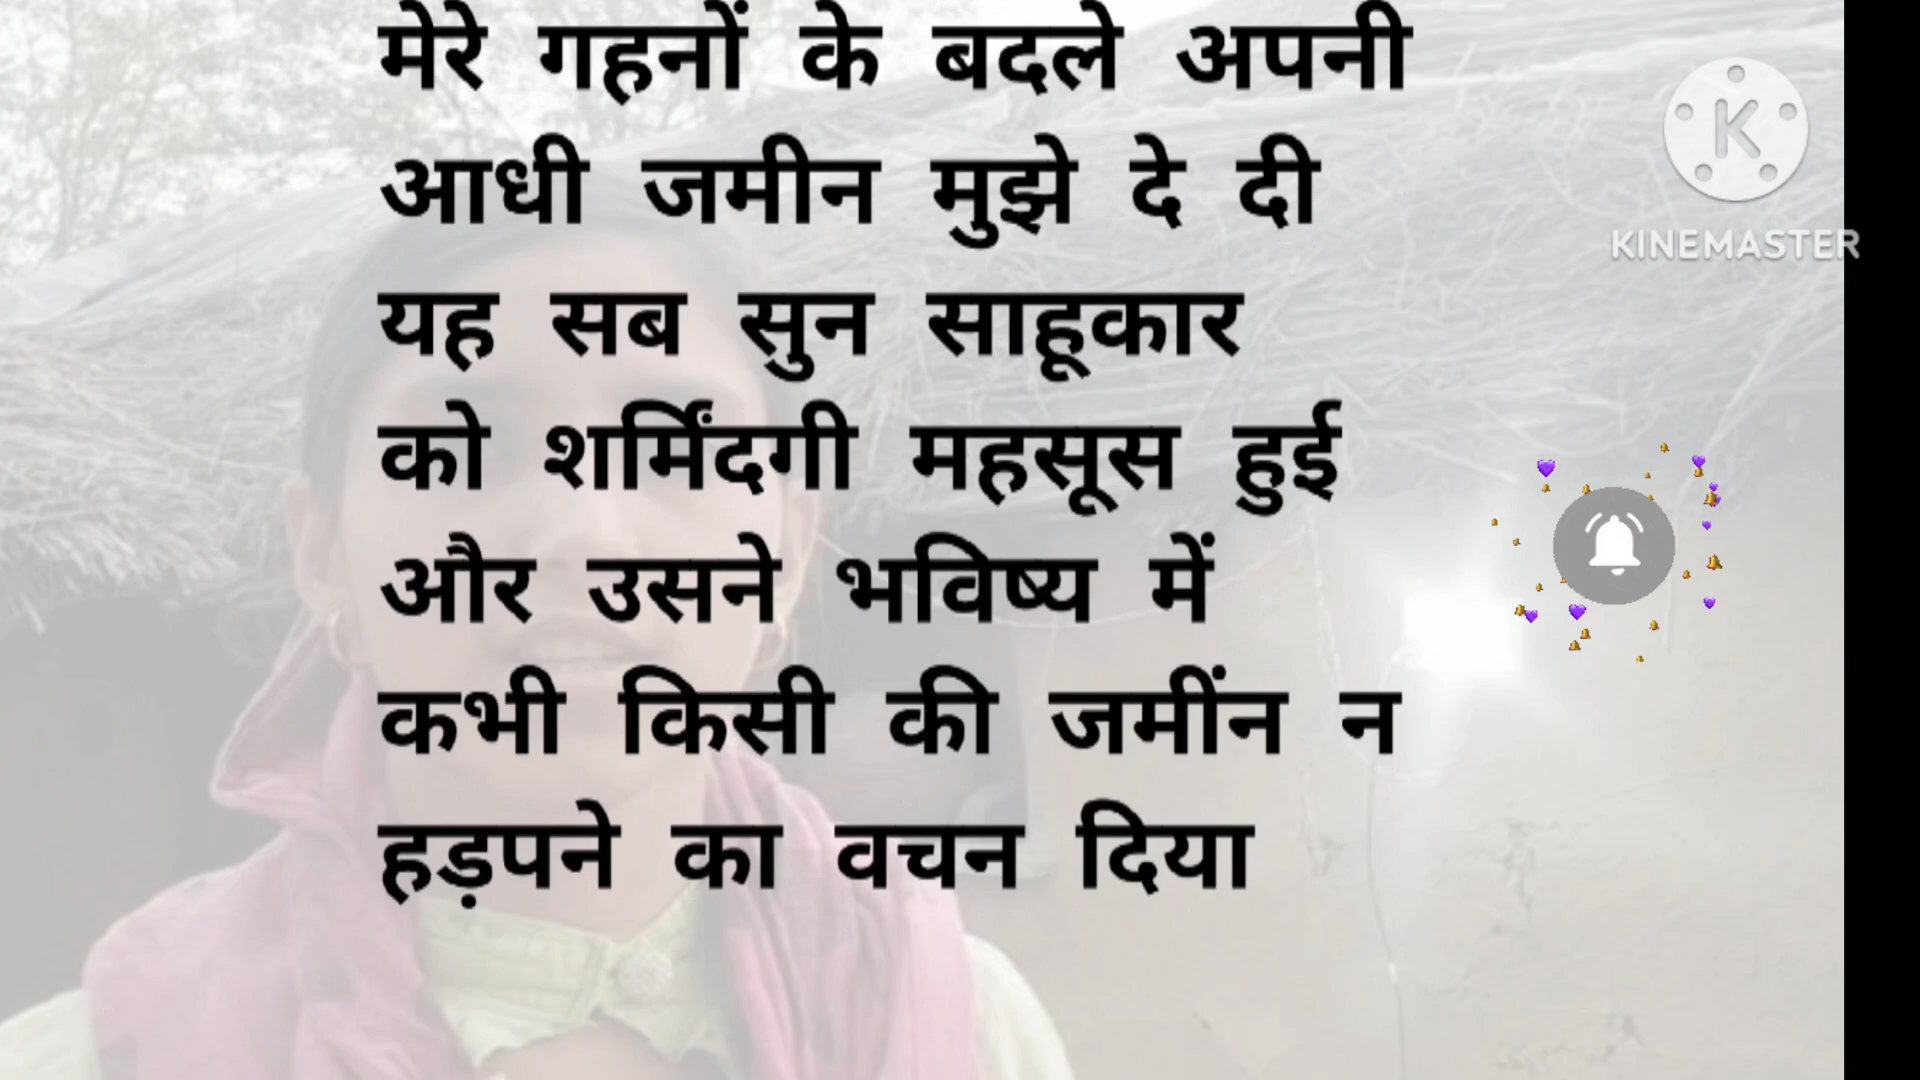 मेरे गहनों के बदले अपनी
आधी जमीन मुझे दे दी
यह सब सुन साहूकार
को शर्मिंदगी महसूस हुई
और उसने भविष्य में
कभी किसी की जमींन न
हड़पने का वचन दिया
K
KINEMASTER